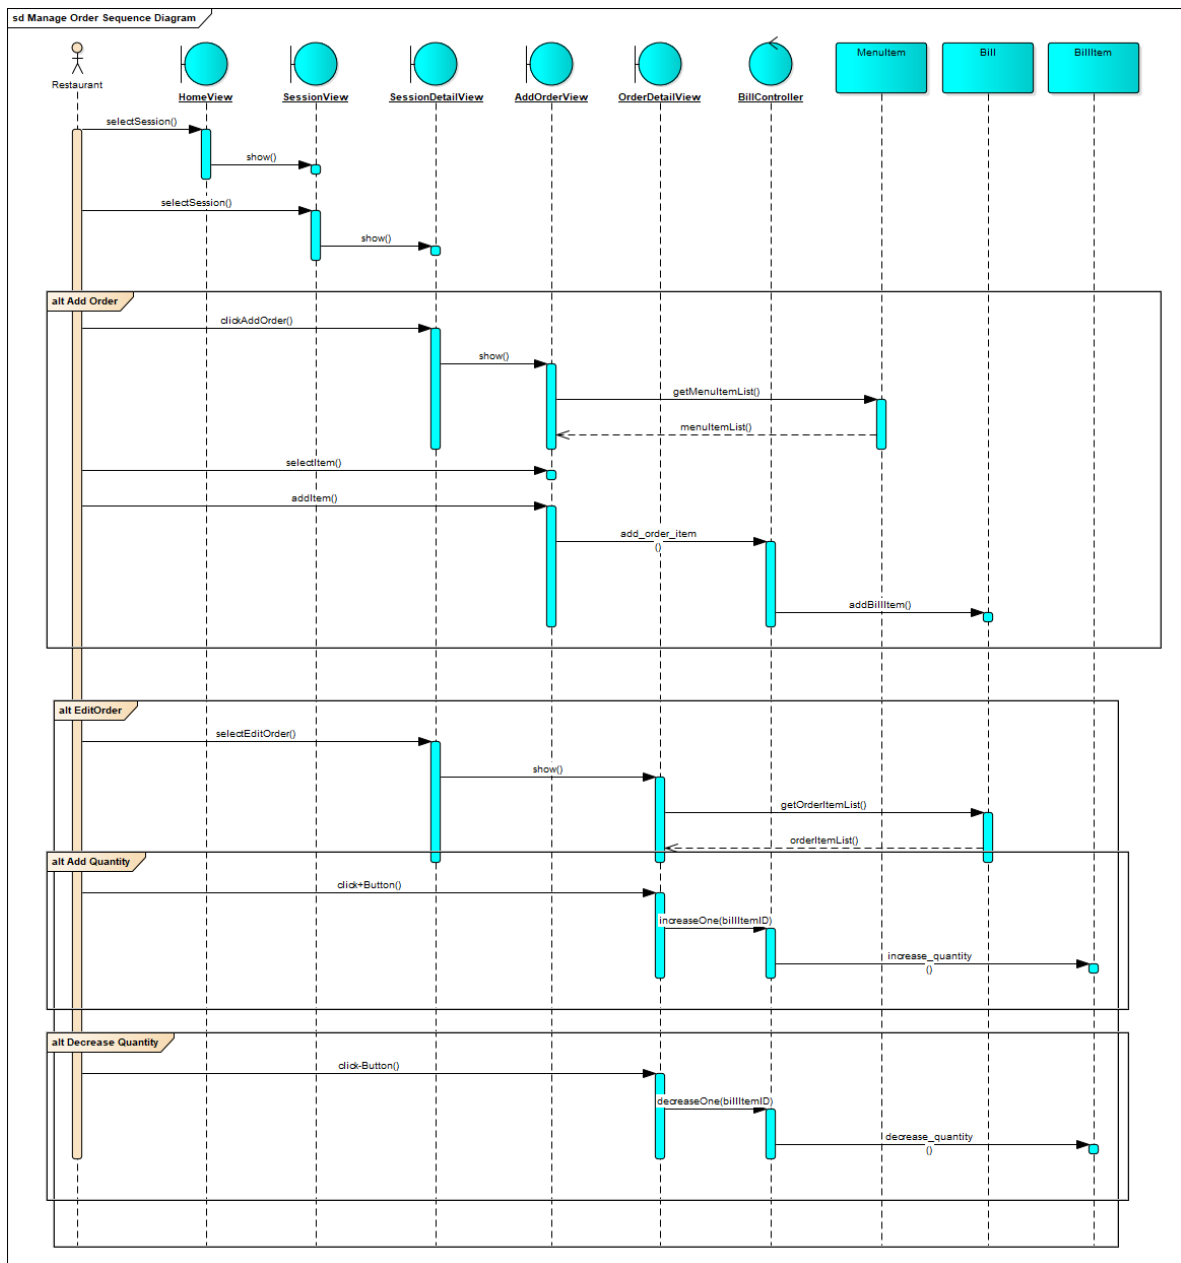 sd Manage Order Sequence Diagram
Restaurant
HomeView
SessionView
SessionDetailView
AddOrderView
OrderDetailView
BillController
MenuItem
Bill
BillItem
selectSession()
show()
selectSession()
show()
alt Add Order
clickAddOrder()
show()
getMenuItemList()
menuItemList()
selectItem()
addItem()
add_order_item
()
addBillItem()
alt EditOrder
selectEditOrder()
show()
getOrderItemList()
orderItemList()
alt Add Quantity
click+Button()
increaseOne(billItemID)
increase_quantity
()
alt Decrease Quantity
click-Button()
decreaseOne(billItemID)
decrease_quantity
()